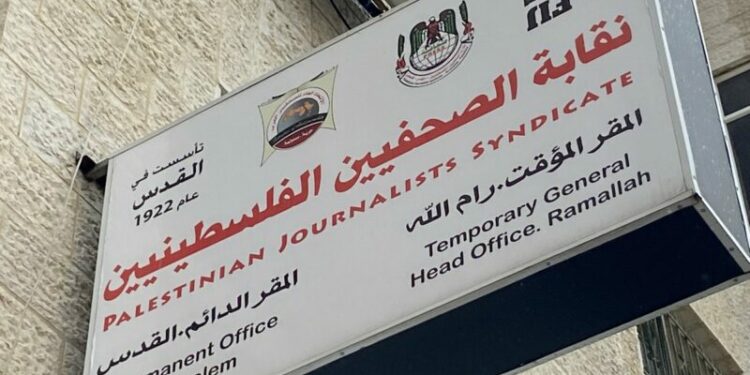 نقابة الصحفيين الفلسطينيين
PALESTINIAN JOURNALISTS SYNDICATE
تأسست في
القدس
عام 1922
المقر المؤقت.رام الله
Temporary General
Head Office. Ramallah
المقر الدائم.القدس
Office